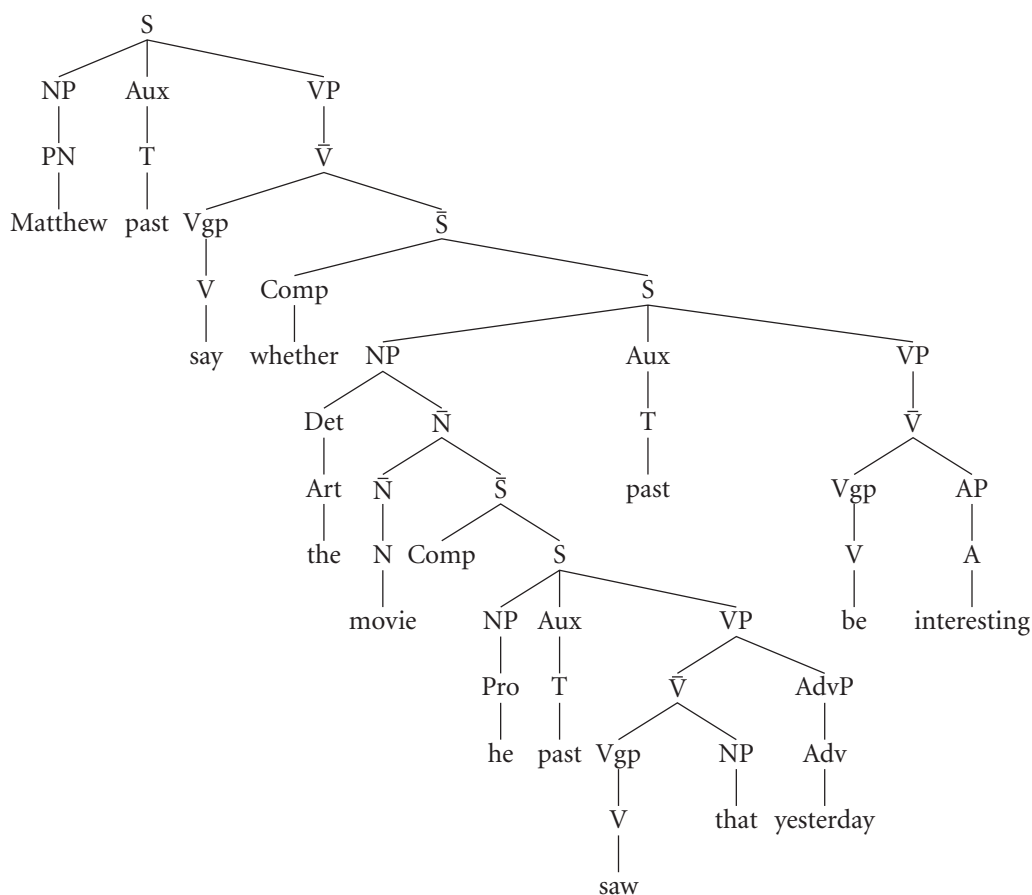 S
NP Aux VP
PN T V̄
Matthew past Vgp S̄
V Comp S
say whether NP Aux VP
Det N̄ T V̄
Art N̄ S̄ past Vgp AP
the N Comp S V A
movie NP Aux VP be interesting
Pro T V̄ AdvP
he past Vgp NP Adv
V that yesterday
saw